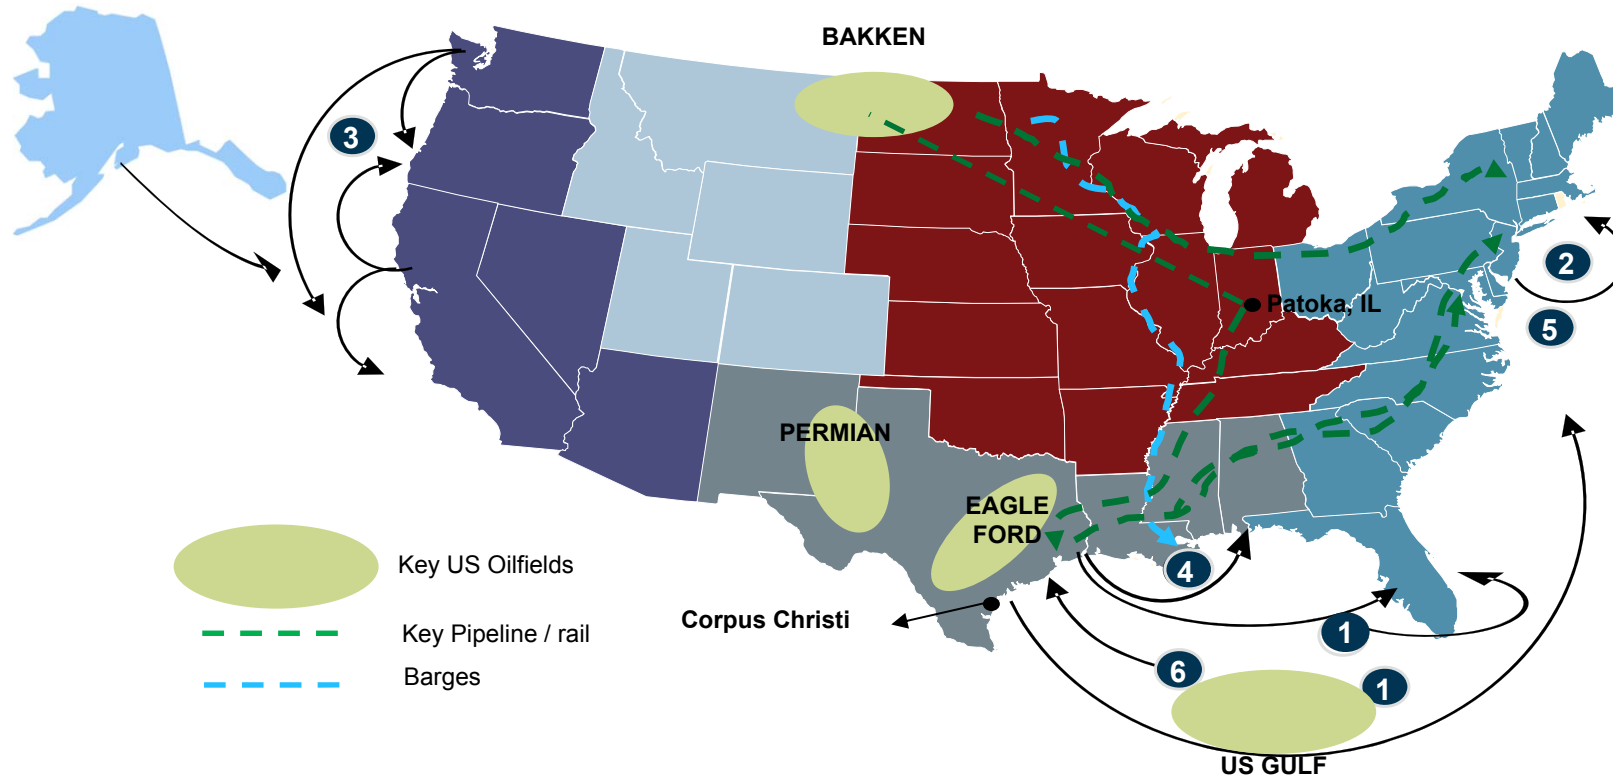 BAKKEN
3
2
Patoka, IL
5
PERMIAN
EAGLE
FORD
Key US Oilfields
4
Corpus Christi
Key Pipeline / rail
1
6
Barges
1
US GULF